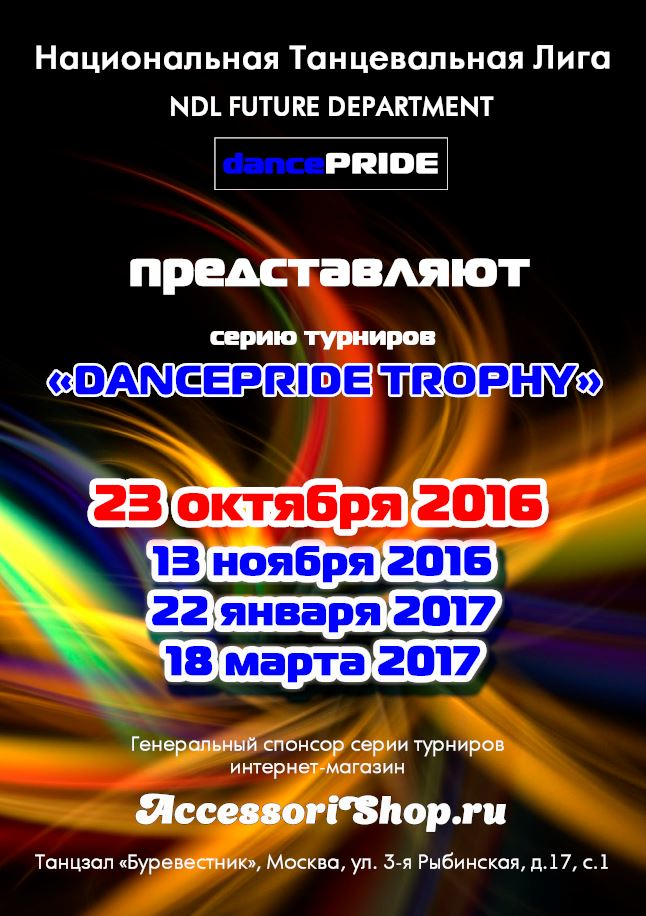 Национальная Танцевальная Лига
NDL FUTURE DEPARTMENT
dancePRIDE
представляют
серию турниров
«DANCEPRIDE TROPHY»
23 октября 2016
13 ноября 2016
22 января 2017
18 марта 2017
Генеральный спонсор серии турниров
интернет-магазин
AccessoriShop.ru
Танцзал «Буревестник», Москва, ул. 3-я Рыбинская, д.17, с.1